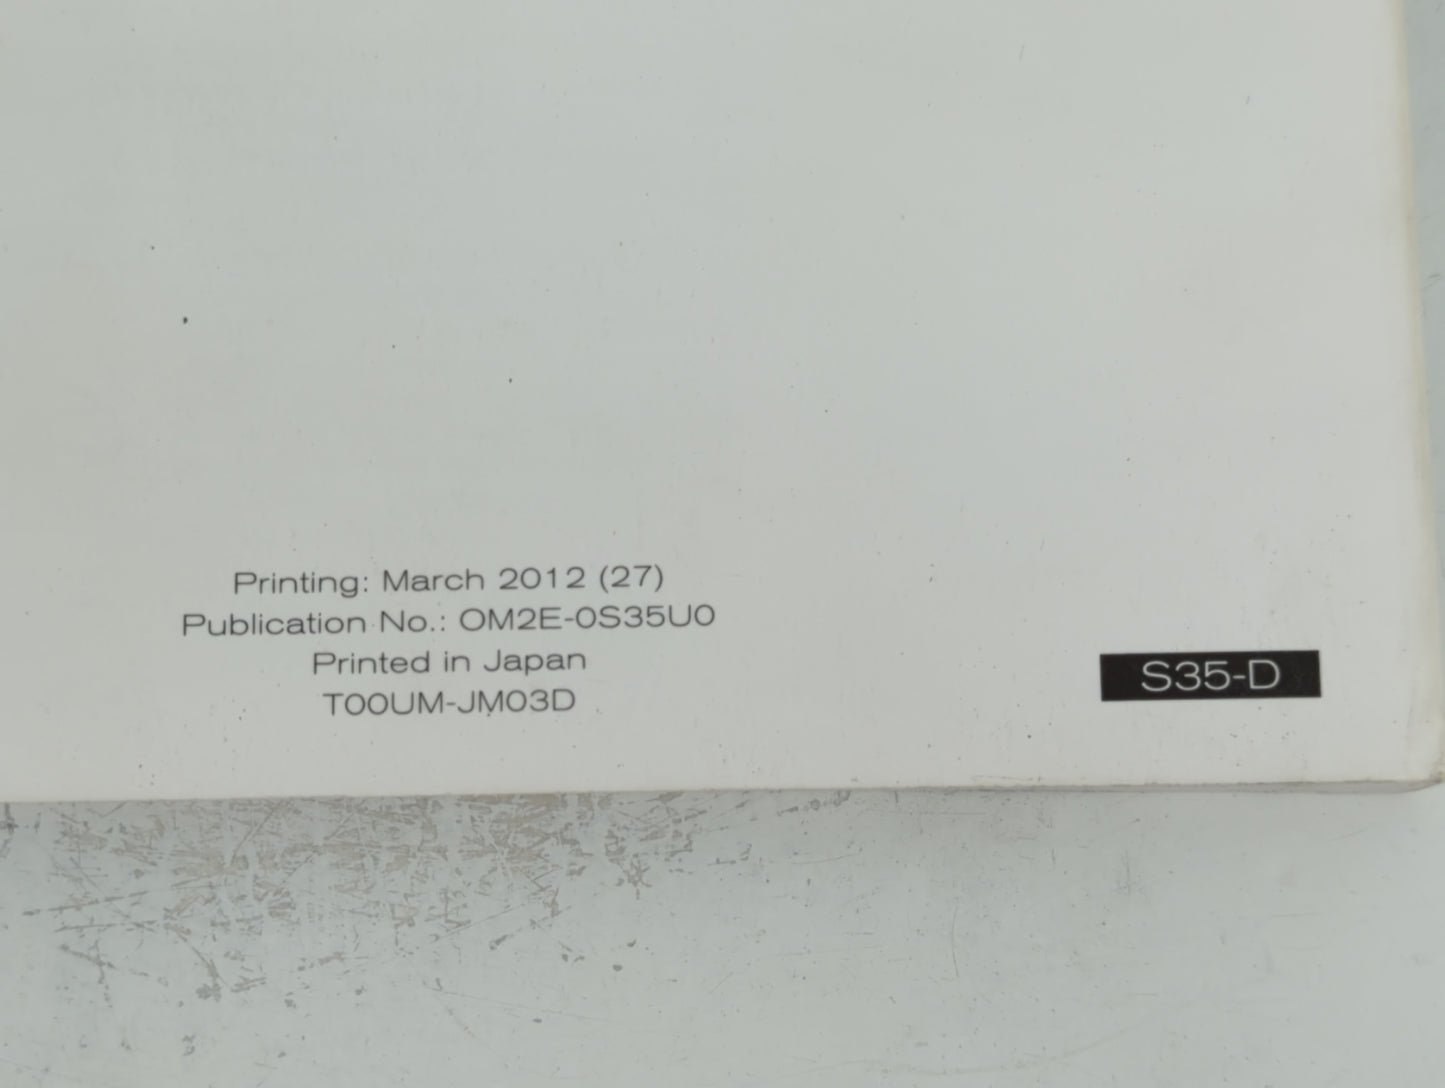 Printing: March 2012 (27)
Publication No.: OM2E-0S35U0
Printed in Japan
T00UM-JM03D
S35-D